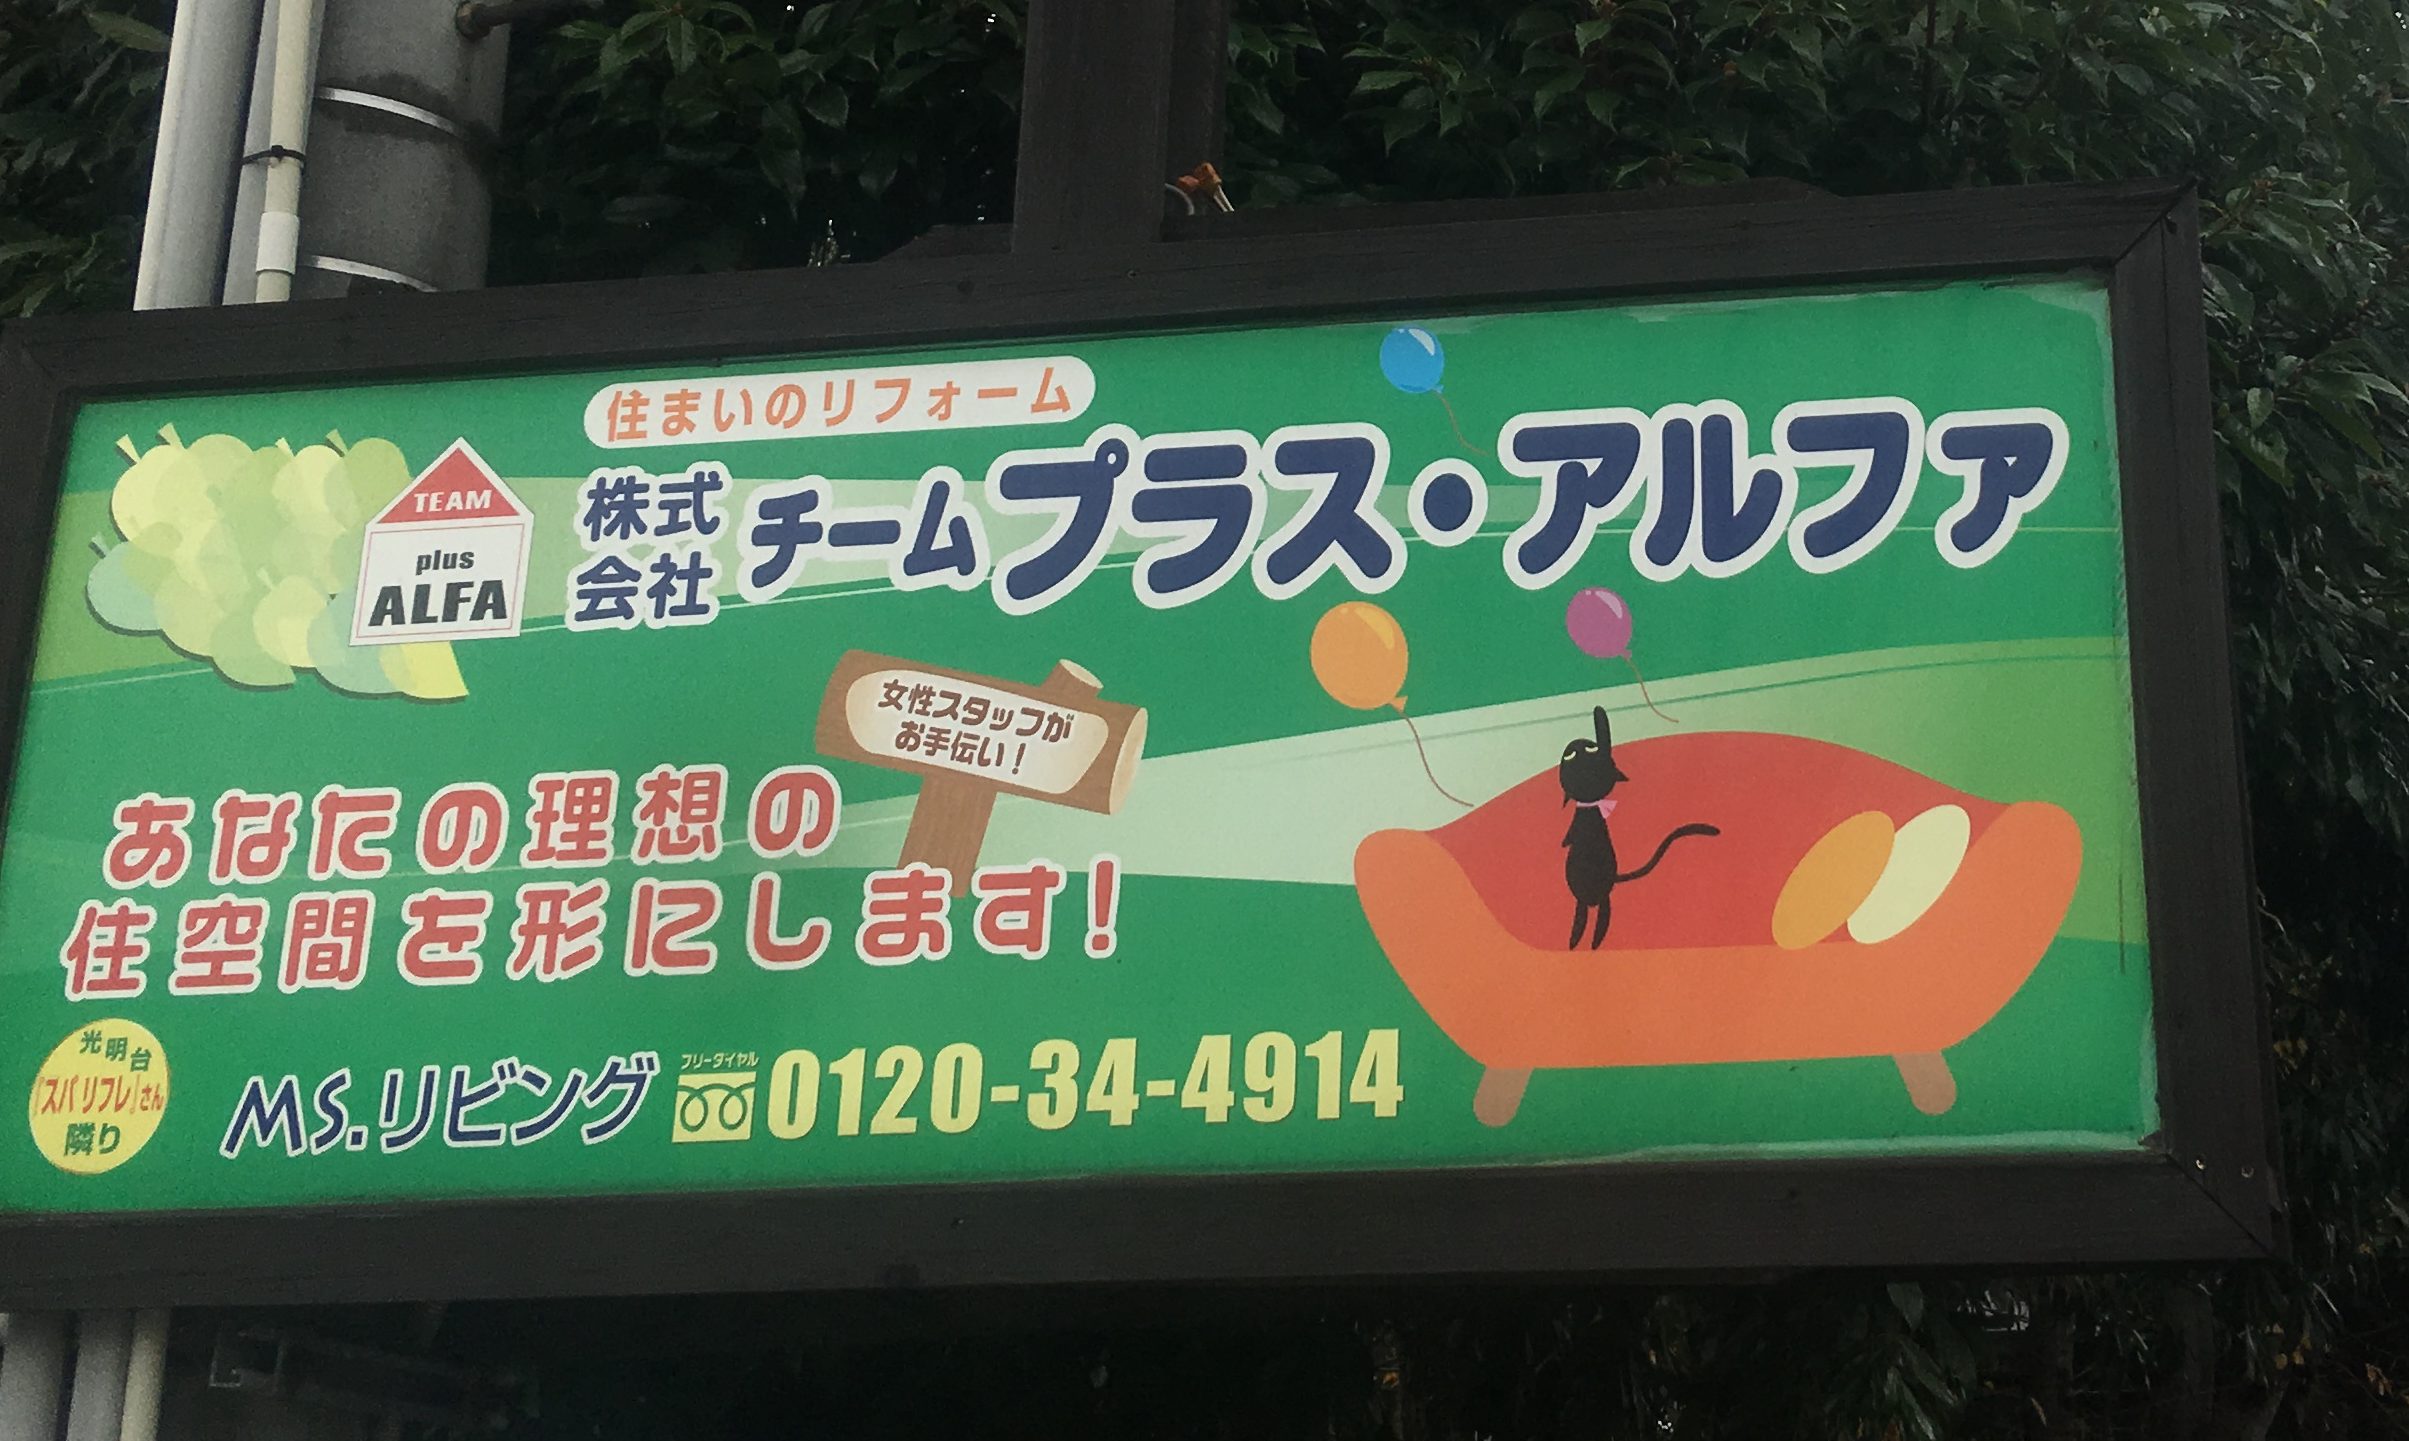 住まいのリフォーム
TEAM
plus
ALFA
株式
会社
チームプラス・アルファ
女性スタッフが
お手伝い！
あなたの理想の
住空間を形にします！
光明台
『スパリフレ』さん
隣り
MS.リビング
フリーダイヤル
0120-34-4914